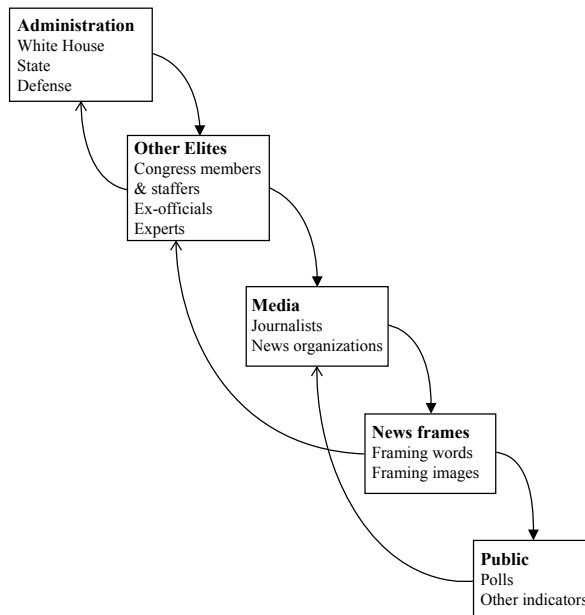 Administration
White House
State
Defense
Other Elites
Congress members
& staffers
Ex-officials
Experts
Media
Journalists
News organizations
News frames
Framing words
Framing images
Public
Polls
Other indicators